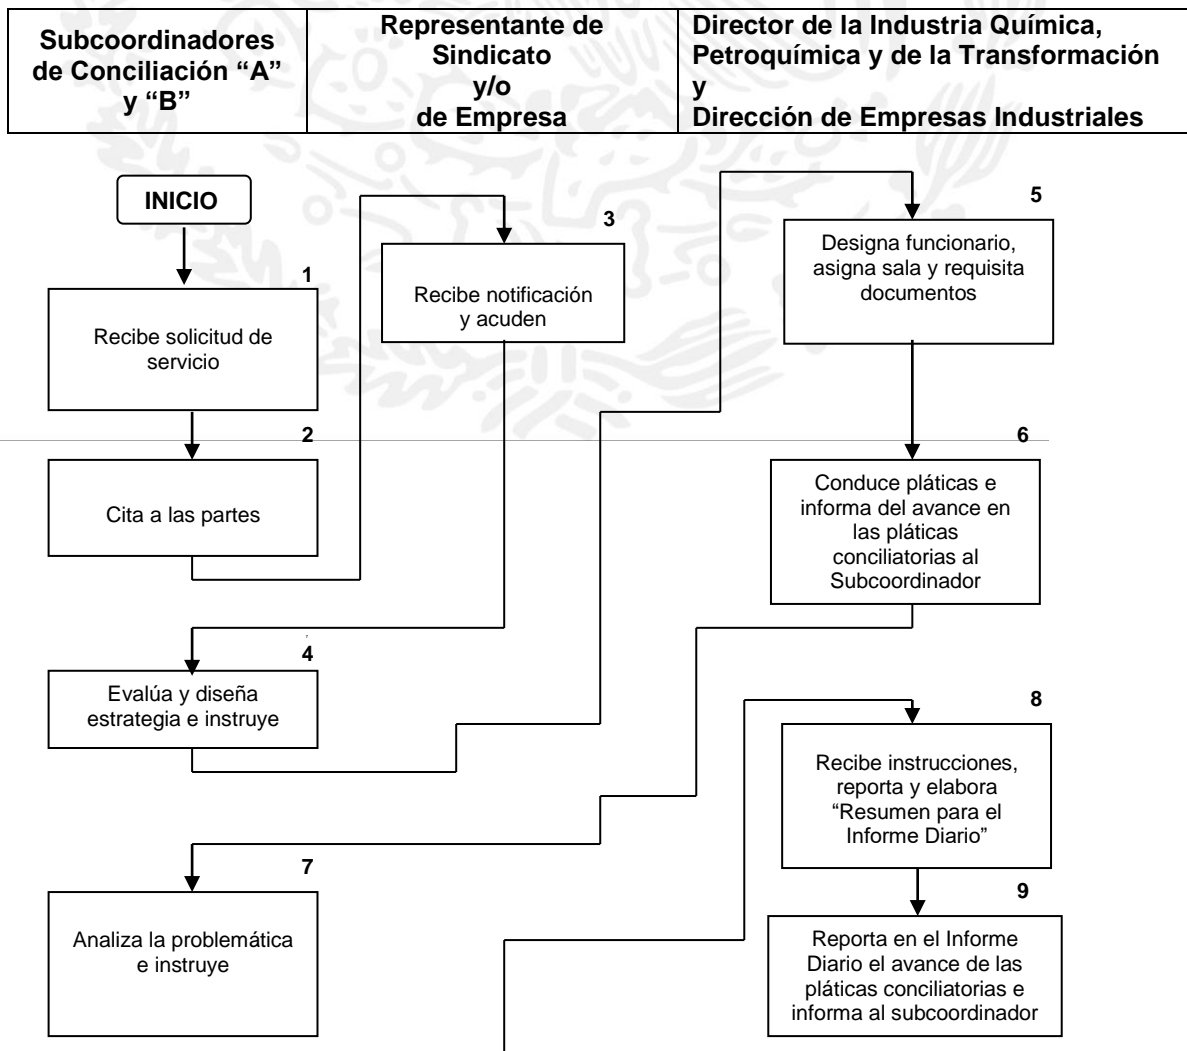 Subcoordinadores
de Conciliación “A”
y “B”
Representante de
Sindicato
y/o
de Empresa
Director de la Industria Química,
Petroquímica y de la Transformación
y
Dirección de Empresas Industriales
INICIO
1
Recibe solicitud de
servicio
2
Cita a las partes
3
Recibe notificación
y acuden
4
Evalúa y diseña
estrategia e instruye
5
Designa funcionario,
asigna sala y requisita
documentos
6
Conduce pláticas e
informa del avance en
las pláticas
conciliatorias al
Subcoordinador
7
Analiza la problemática
e instruye
8
Recibe instrucciones,
reporta y elabora
“Resumen para el
Informe Diario”
9
Reporta en el Informe
Diario el avance de las
pláticas conciliatorias e
informa al subcoordinador